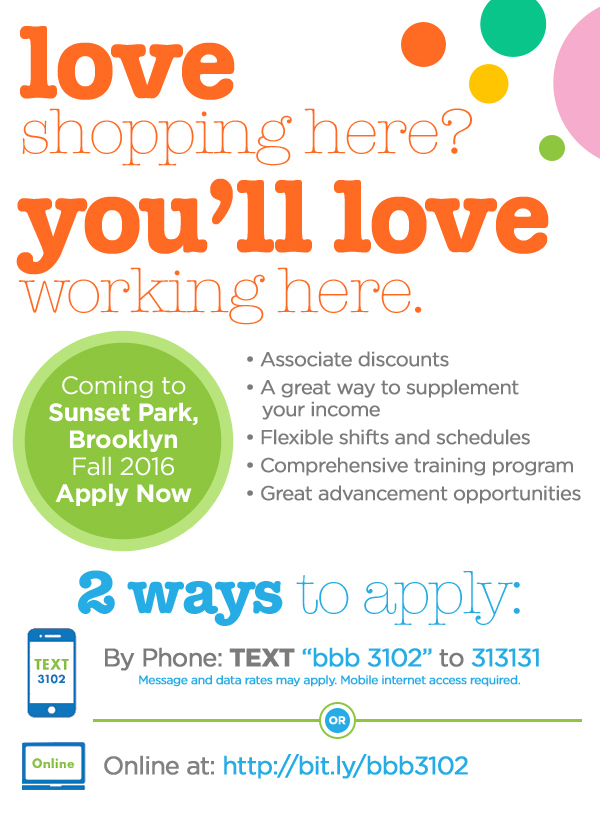 love
shopping here?
you'll love
working here.
Coming to
Sunset Park,
Brooklyn
Fall 2016
Apply Now
• Associate discounts
• A great way to supplement
your income
• Flexible shifts and schedules
• Comprehensive training program
• Great advancement opportunities
2 ways to apply:
TEXT
3102
By Phone: TEXT “bbb 3102” to 313131
Message and data rates may apply. Mobile internet access required.
OR
Online
Online at: http://bit.ly/bbb3102